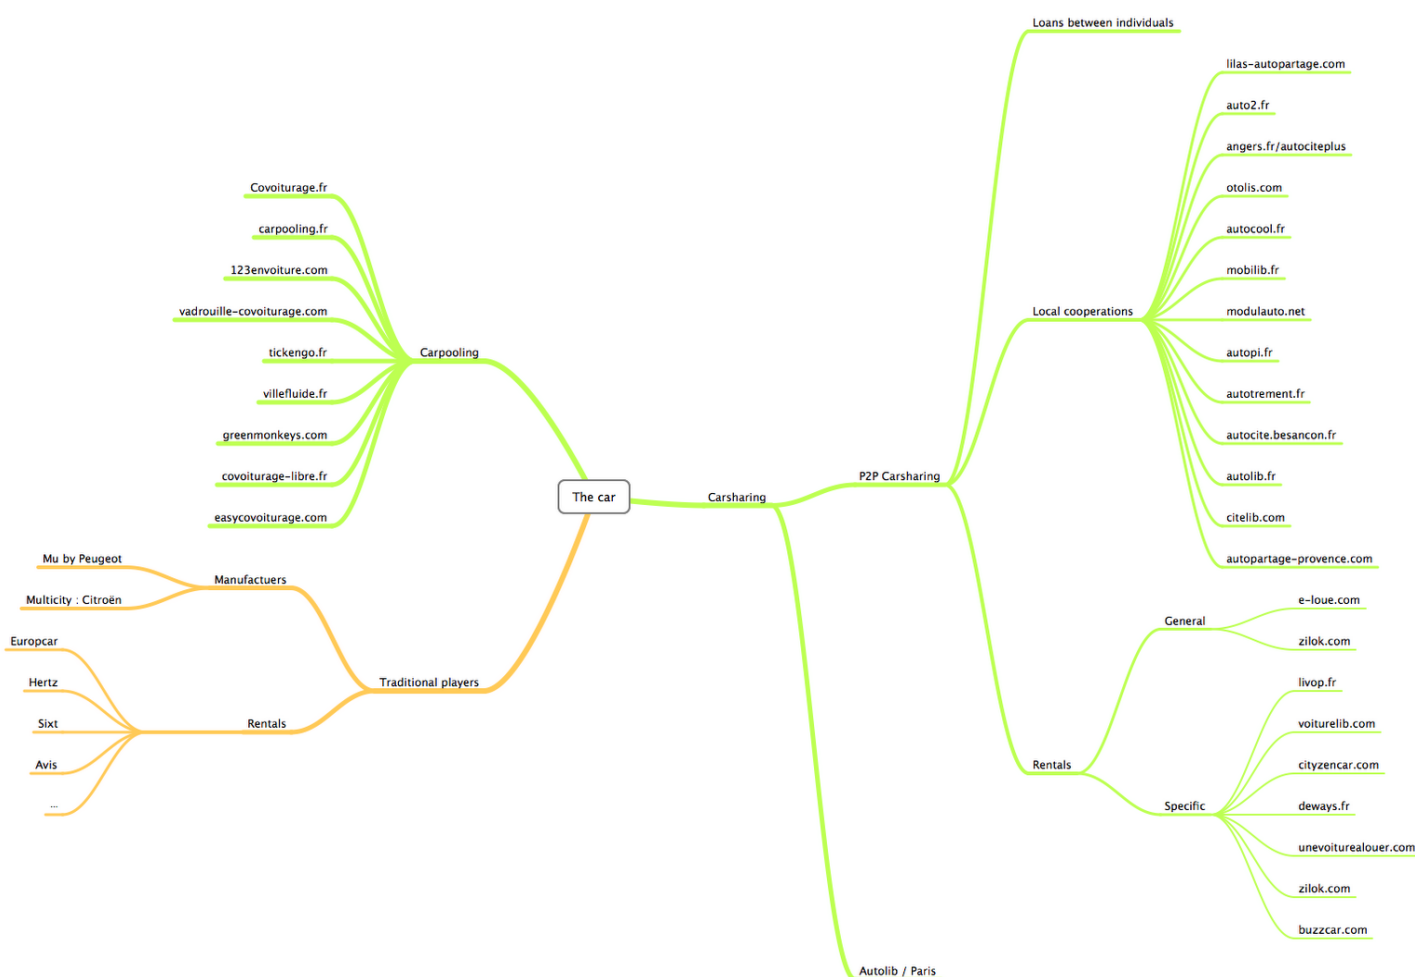 The car
Carpooling
Covoiturage.fr
carpooling.fr
123envoiture.com
vadrouille-covoiturage.com
tickengo.fr
villefluide.fr
greenmonkeys.com
covoiturage-libre.fr
easycovoiturage.com
Traditional players
Manufactuers
Mu by Peugeot
Multicity : Citroën
Rentals
Europcar
Hertz
Sixt
Avis
...
Carsharing
P2P Carsharing
Loans between individuals
Local cooperations
lilas-autopartage.com
auto2.fr
angers.fr/autociteplus
otolis.com
autocool.fr
mobilib.fr
modulauto.net
autopi.fr
autotrement.fr
autocite.besancon.fr
autolib.fr
citelib.com
autopartage-provence.com
Rentals
General
e-loue.com
zilok.com
Specific
livop.fr
voiturelib.com
cityzencar.com
deways.fr
unevoiturealouer.com
zilok.com
buzzcar.com
Autolib / Paris